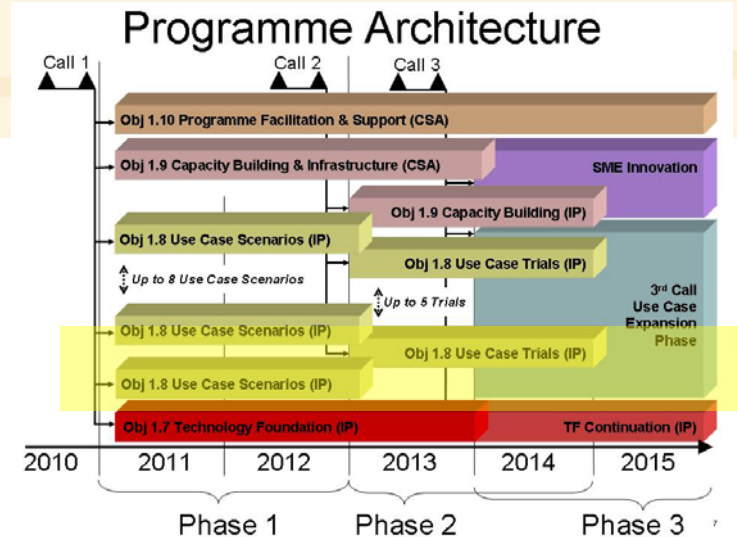 Programme Architecture
Call 1
Call 2
Call 3
Obj 1.10 Programme Facilitation & Support (CSA)
Obj 1.9 Capacity Building & Infrastructure (CSA)
SME Innovation
Obj 1.9 Capacity Building (IP)
Obj 1.8 Use Case Scenarios (IP)
Obj 1.8 Use Case Trials (IP)
Up to 8 Use Case Scenarios
Up to 5 Trials
3rd Call
Use Case
Expansion
Phase
Obj 1.8 Use Case Scenarios (IP)
Obj 1.8 Use Case Trials (IP)
Obj 1.8 Use Case Scenarios (IP)
Obj 1.7 Technology Foundation (IP)
TF Continuation (IP)
2010 2011 2012 2013 2014 2015
Phase 1 Phase 2 Phase 3
7